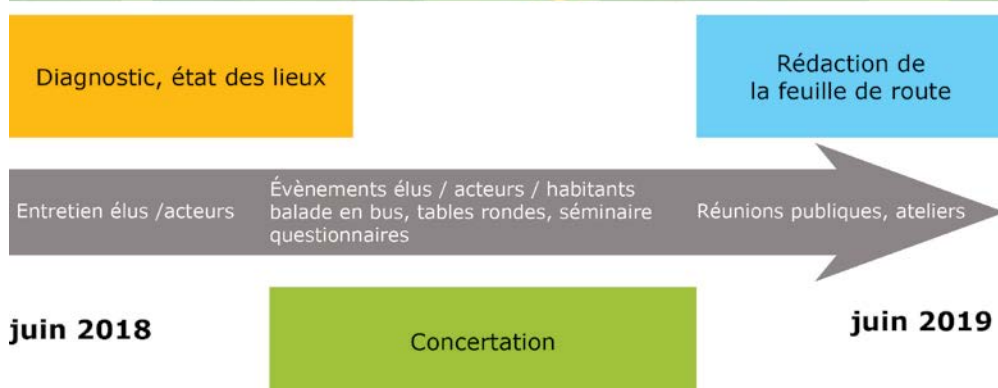 Diagnostic, état des lieux
Rédaction de
la feuille de route
Entretien élus /acteurs
Évènements élus / acteurs / habitants
balade en bus, tables rondes, séminaire
questionnaires
Réunions publiques, ateliers
juin 2018
Concertation
juin 2019